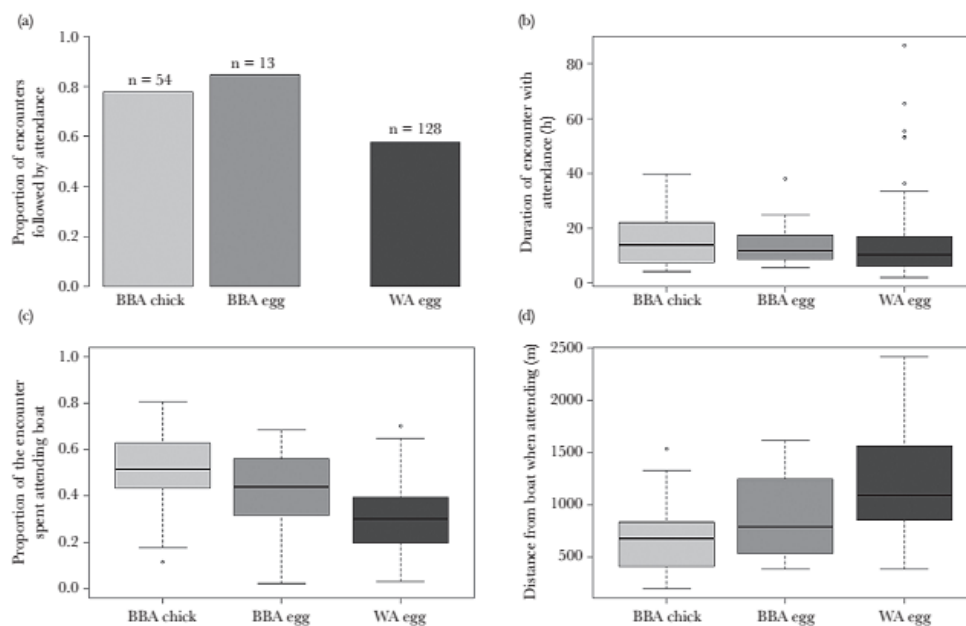 (a)
Proportion of encounters
followed by attendance
1.0
0.8
0.6
0.4
0.2
0.0
n = 54
n = 13
n = 128
BBA chick
BBA egg
WA egg
(b)
Duration of encounter with
attendance (h)
80
60
40
20
0
BBA chick
BBA egg
WA egg
(c)
Proportion of the encounter
spent attending boat
1.0
0.8
0.6
0.4
0.2
0.0
BBA chick
BBA egg
WA egg
(d)
Distance from boat when attending (m)
2500
2000
1500
1000
500
BBA chick
BBA egg
WA egg